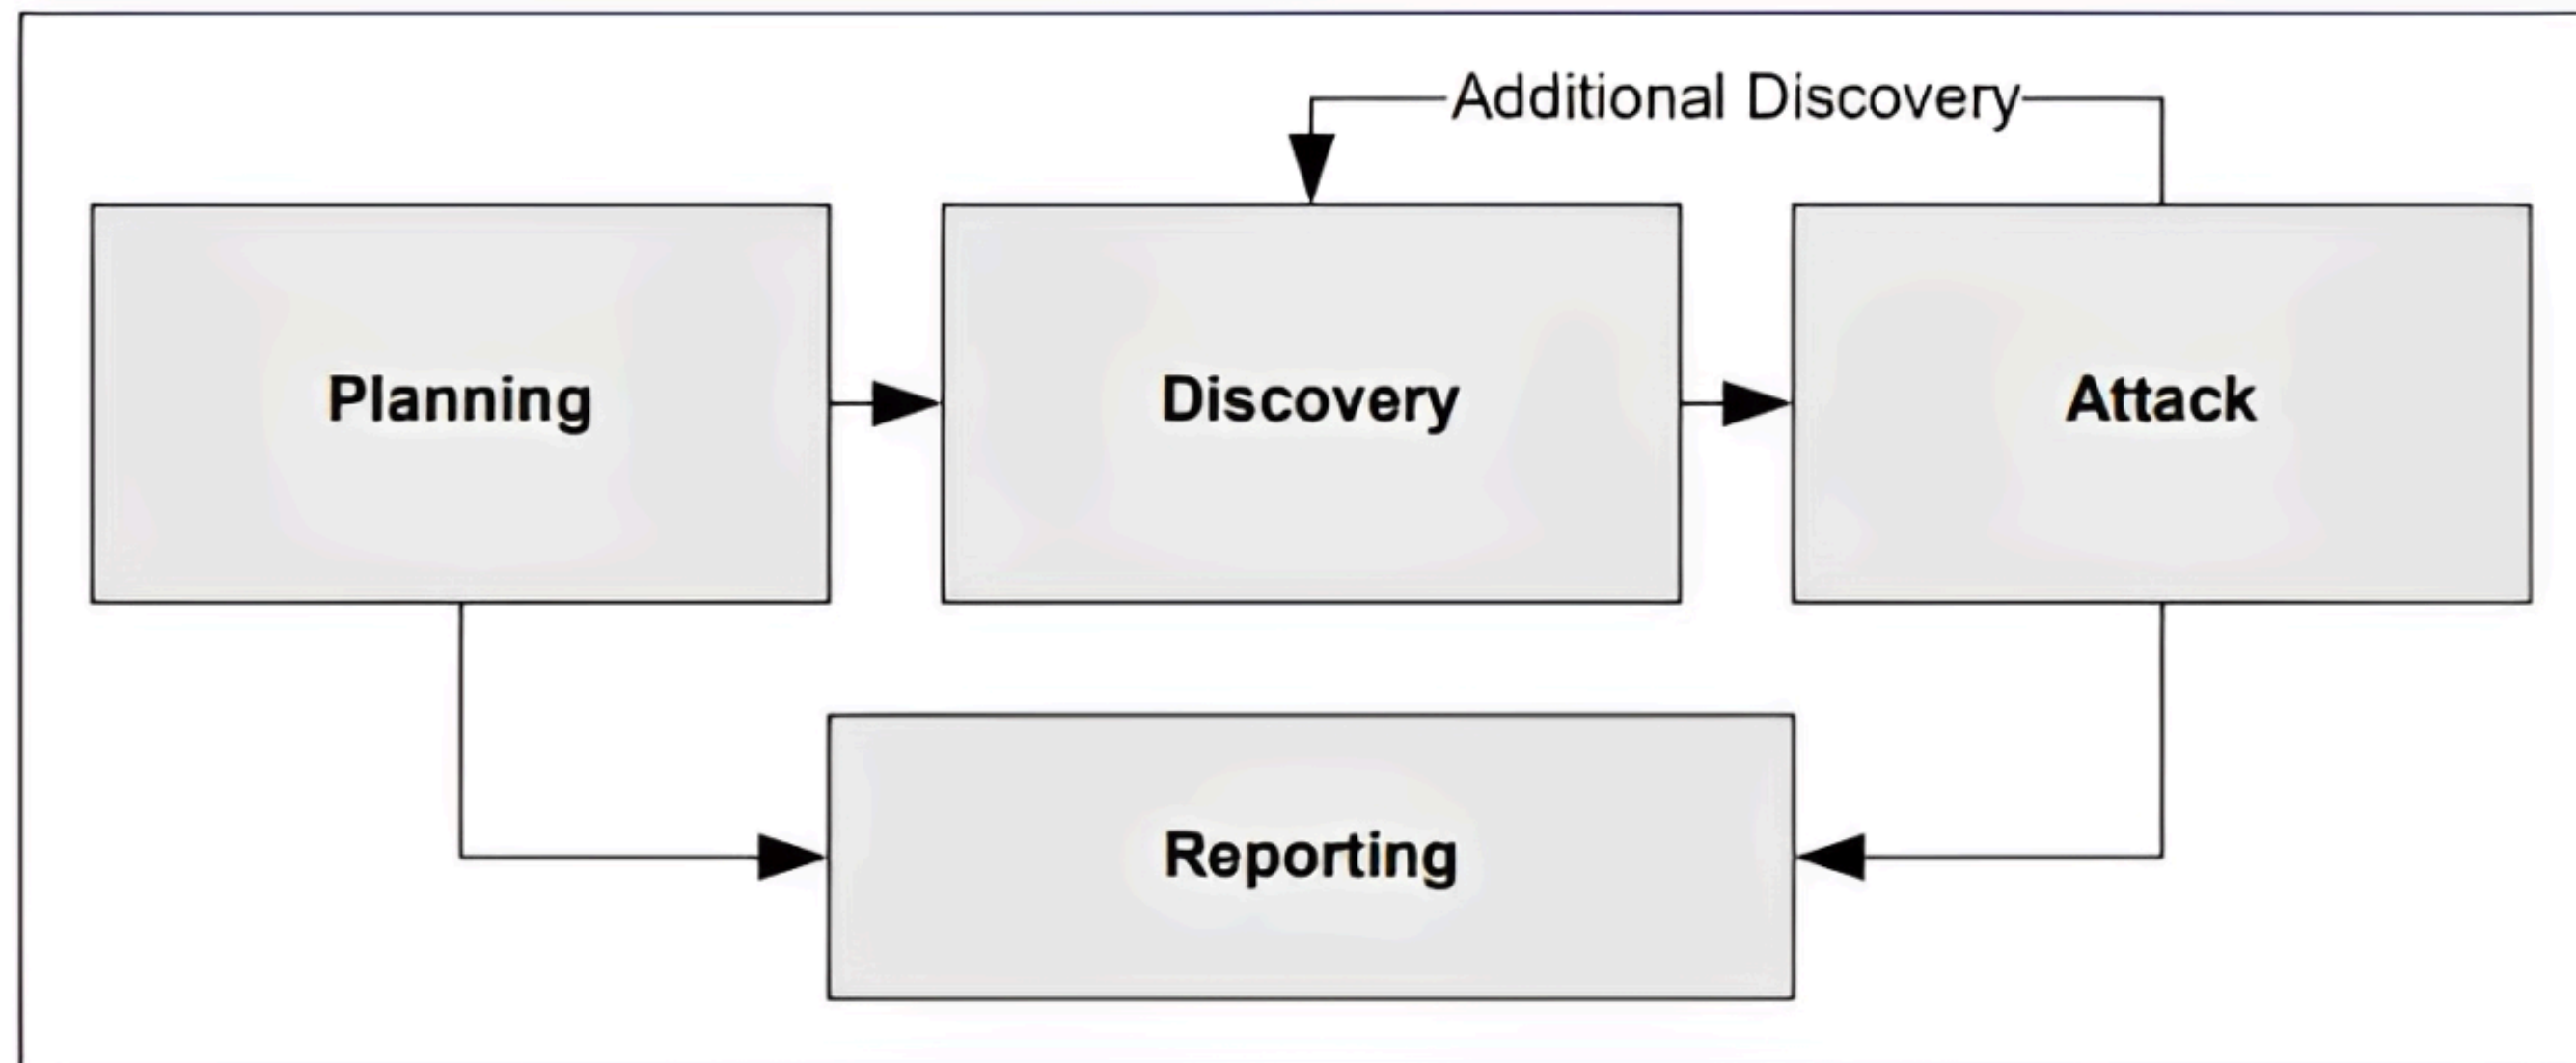 Additional Discovery
Planning
Discovery
Attack
Reporting